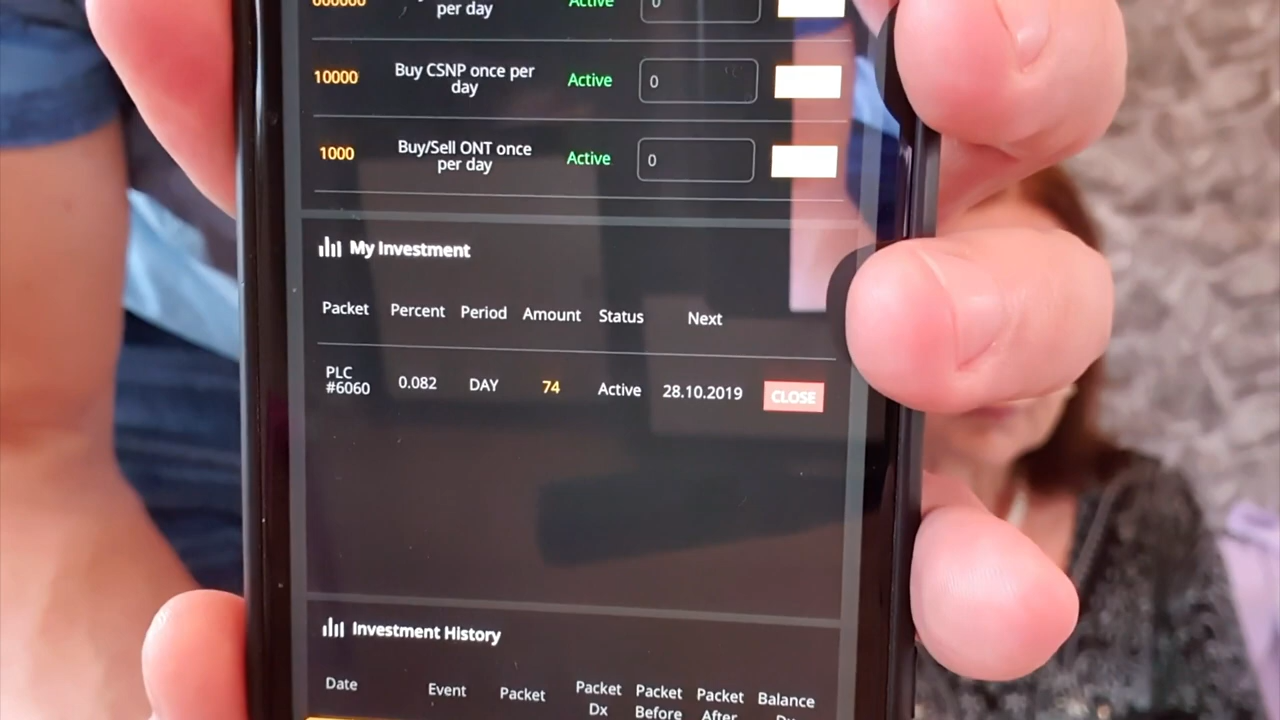 per day
Active
0
10000 Buy CSNP once per Active 0
day
1000 Buy/Sell ONT once Active 0
per day
My Investment
Packet Percent Period Amount Status Next
PLC
#6060 0.082 DAY 74 Active 28.10.2019 CLOSE
Investment History
Date Event Packet Packet Packet Packet Balance
Dx Before After